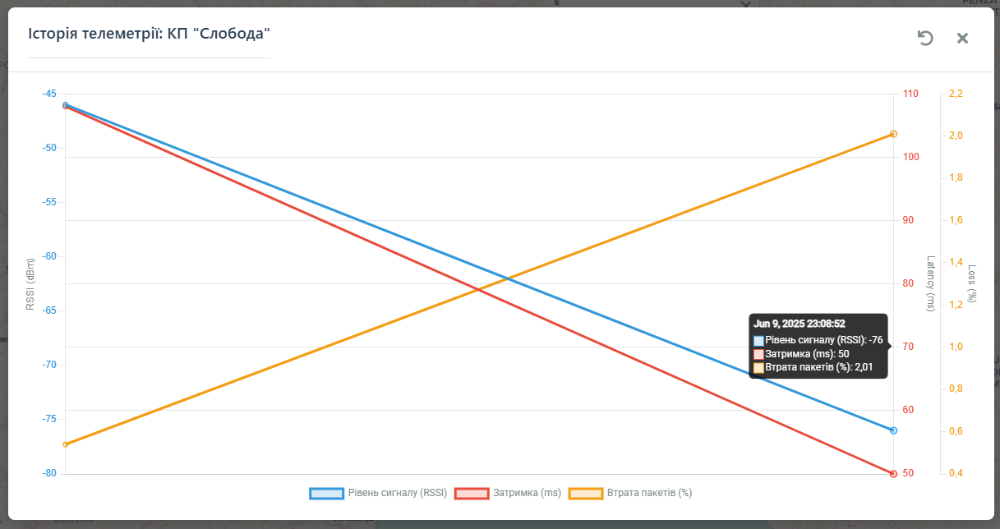 Історія телеметрії: КП "Слобода"
-45
-50
-55
-60
-65
-70
-75
-80
RSSI (dBm)
110
100
90
80
70
60
50
Latency (ms)
2,2
2,0
1,8
1,6
1,4
1,2
1,0
0,8
0,6
0,4
Loss (%)
Jun 9, 2025 23:08:52
Рівень сигналу (RSSI): -76
Затримка (ms): 50
Втрата пакетів (%): 2,01
Рівень сигналу (RSSI) Затримка (ms) Втрата пакетів (%)